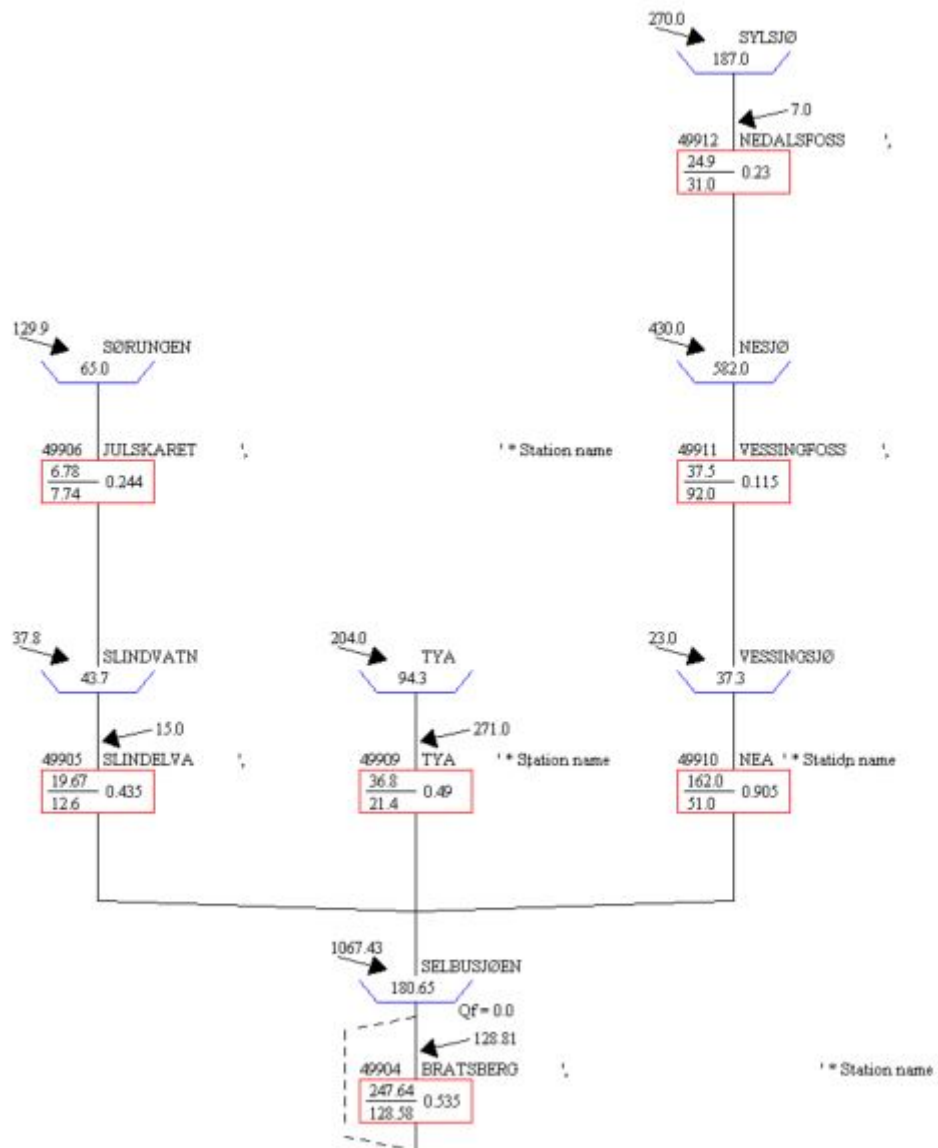 270.0
SYLSJØ
187.0
7.0
49912 NEDALSFOSS ',
24.9
31.0
0.23
129.9
SØRUNGEN
65.0
430.0
NESJØ
582.0
49906 JULSKARET ', ' * Station name
6.78
7.74
0.244
49911 VESSINGFOSS ',
37.5
92.0
0.115
37.8
SLINDVATN
43.7
204.0
TYA
94.3
23.0
VESSINGSJØ
37.3
15.0
49905 SLINDELVA ',
19.67
12.6
0.435
271.0
49909 TYA ' * Station name
36.8
21.4
0.49
49910 NEA ' * Station name
162.0
51.0
0.905
1067.43
SELBUSJØEN
180.65
Qf = 0.0
128.81
49904 BRATSBERG ', ' * Station name
247.64
128.58
0.535